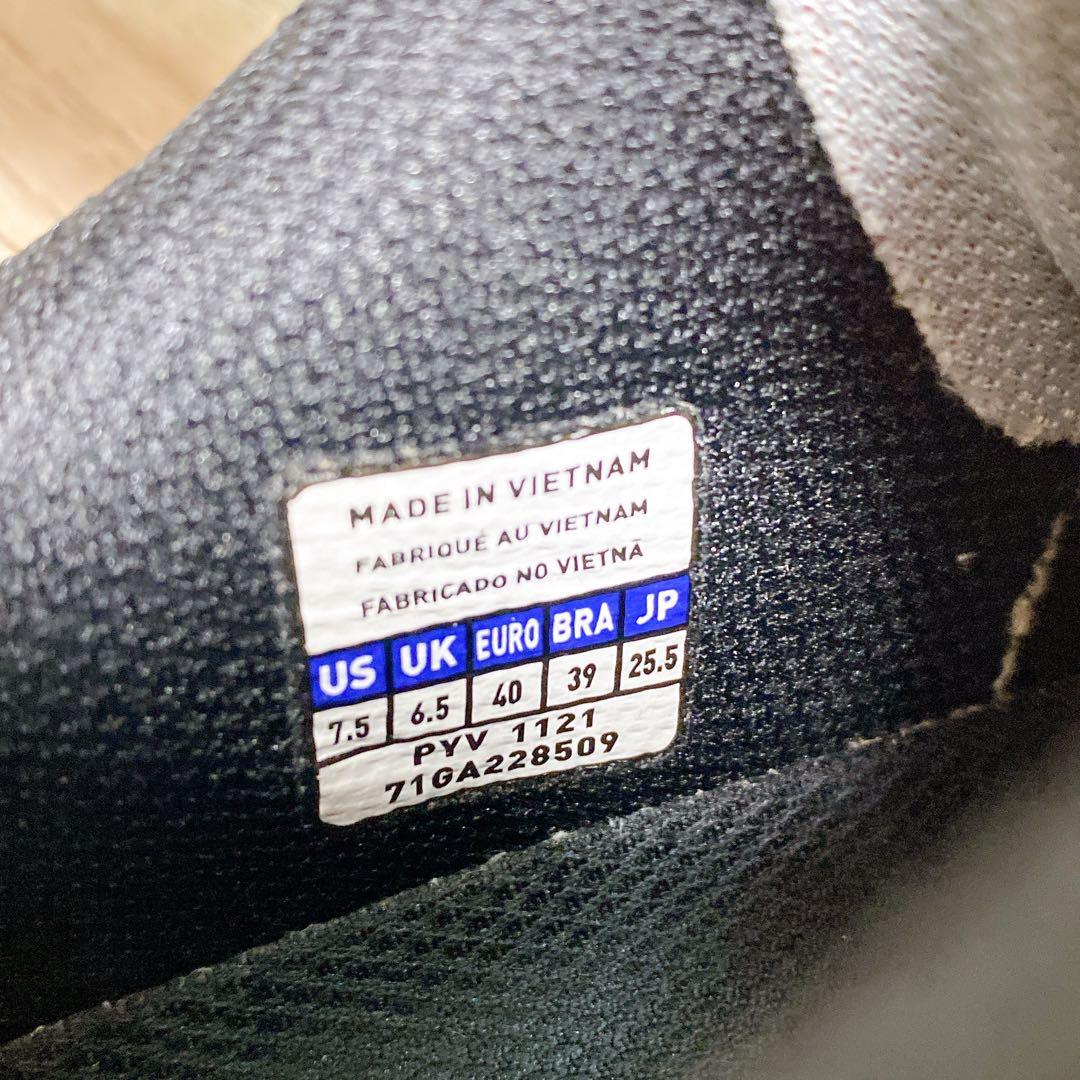 MADE IN VIETNAM
FABRIQUÉ AU VIETNAM
FABRICADO NO VIETNÃ
US UK EURO BRA JP
7.5 6.5 40 39 25.5
PYV 1121
71GA228509